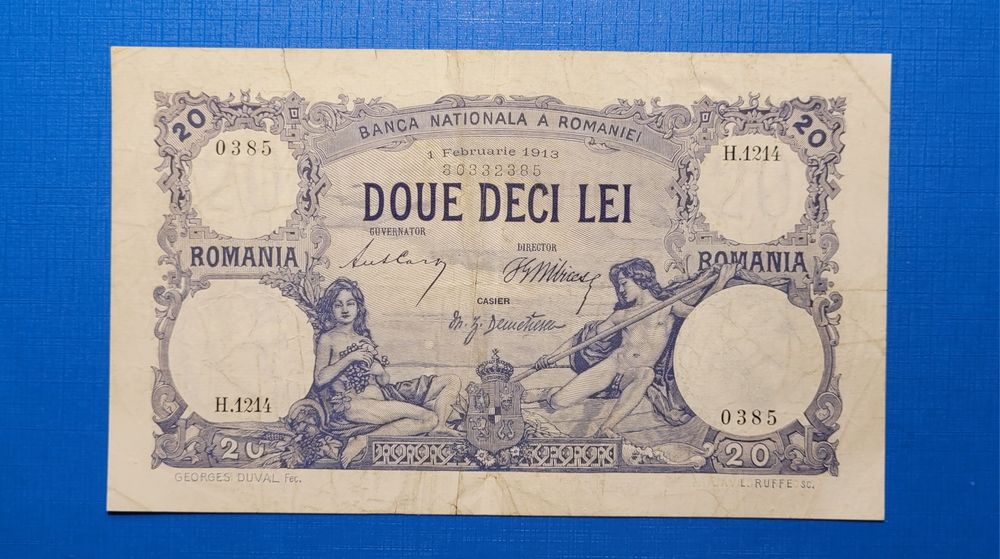 20
20
0385
BANCA NATIONALA A ROMANIEI
H.1214
1 Februarie 1913
30332385
DOUE DECI LEI
GUVERNATOR
DIRECTOR
ROMANIA
ROMANIA
CASIER
H.1214
0385
20
20
GEORGES DUVAL Fec.
L. RUFFE SC.